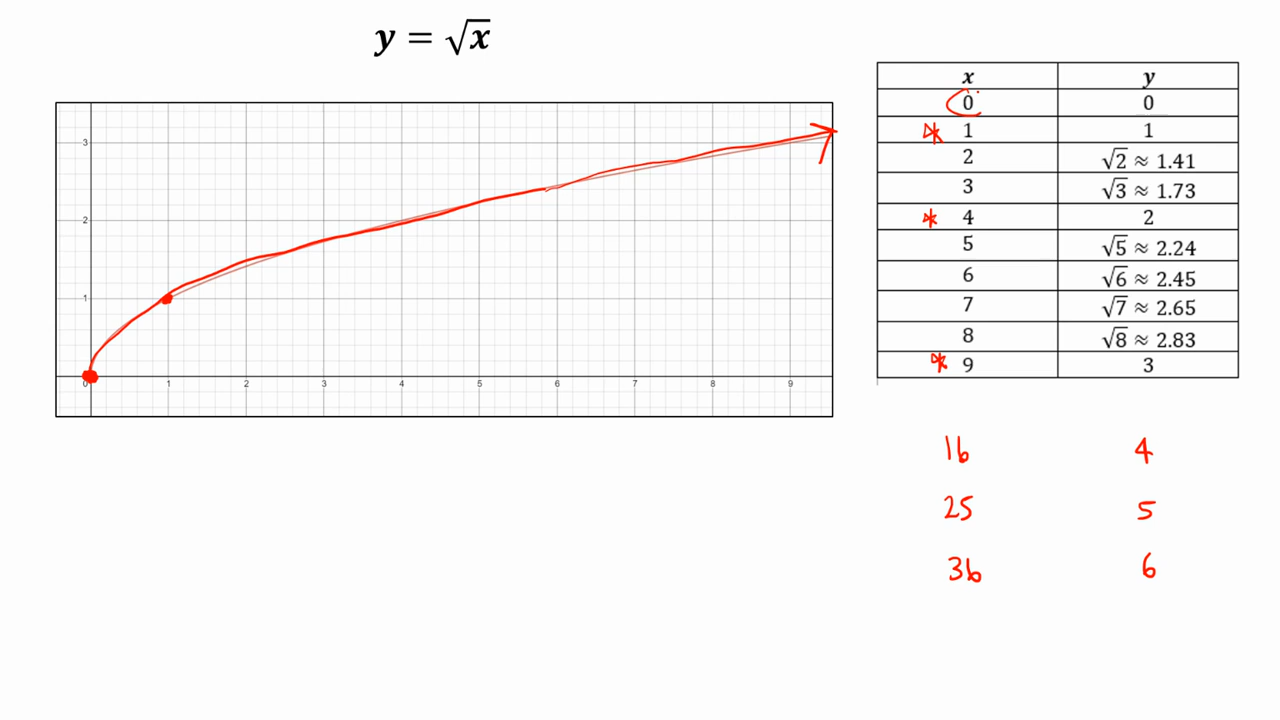 y = √x
3
2
1
0 1 2 3 4 5 6 7 8 9
x y
0 0
* 1 1
2 √2 ≈ 1.41
3 √3 ≈ 1.73
* 4 2
5 √5 ≈ 2.24
6 √6 ≈ 2.45
7 √7 ≈ 2.65
8 √8 ≈ 2.83
* 9 3
16 4
25 5
36 6